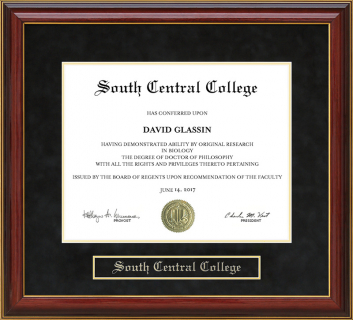 South Central College
HAS CONFERRED UPON
DAVID GLASSIN
HAVING DEMONSTRATED ABILITY BY ORIGINAL RESEARCH
IN BIOLOGY
THE DEGREE OF DOCTOR OF PHILOSOPHY
WITH ALL THE RIGHTS AND PRIVILEGES THERETO PERTAINING
ISSUED BY THE BOARD OF REGENTS UPON RECOMMENDATION OF THE FACULTY
JUNE 14, 2017
PROVOST
PRESIDENT
South Central College